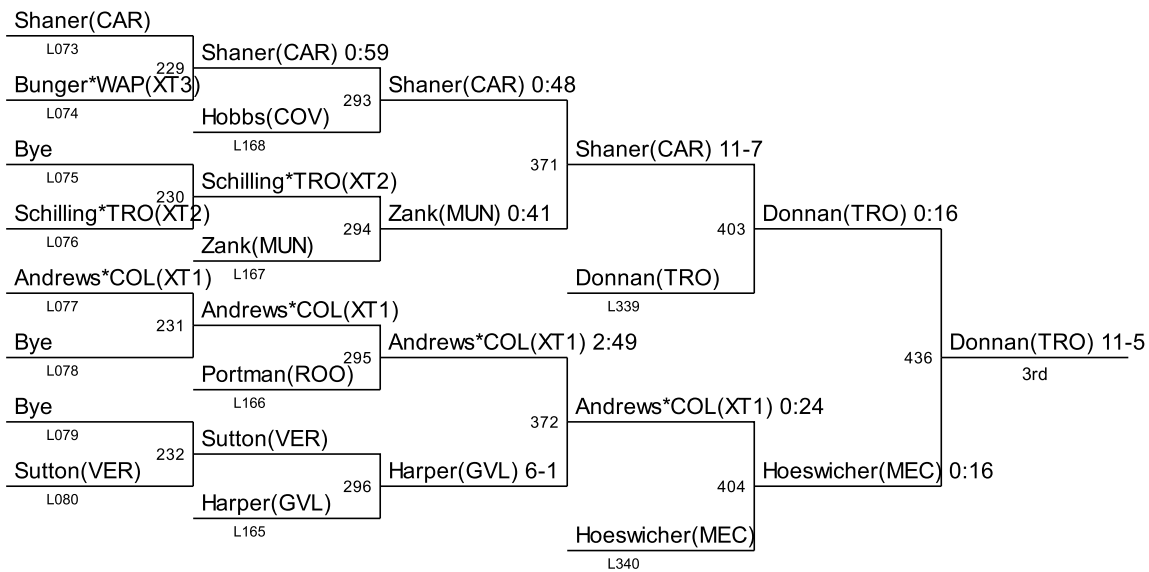 Shaner(CAR)
L073
229
Shaner(CAR) 0:59
Bunger*WAP(XT3)
L074
293
Shaner(CAR) 0:48
Hobbs(COV)
L168
Bye
L075
371
Shaner(CAR) 11-7
230
Schilling*TRO(XT2)
Schilling*TRO(XT2)
L076
294
Zank(MUN) 0:41
Zank(MUN)
L167
403
Donnan(TRO) 0:16
Andrews*COL(XT1)
L077
Donnan(TRO)
L339
231
Andrews*COL(XT1)
Bye
L078
295
Andrews*COL(XT1) 2:49
Portman(ROO)
L166
436
Donnan(TRO) 11-5
3rd
Bye
L079
372
Andrews*COL(XT1) 0:24
232
Sutton(VER)
Sutton(VER)
L080
296
Harper(GVL) 6-1
Harper(GVL)
L165
404
Hoeswicher(MEC) 0:16
Hoeswicher(MEC)
L340